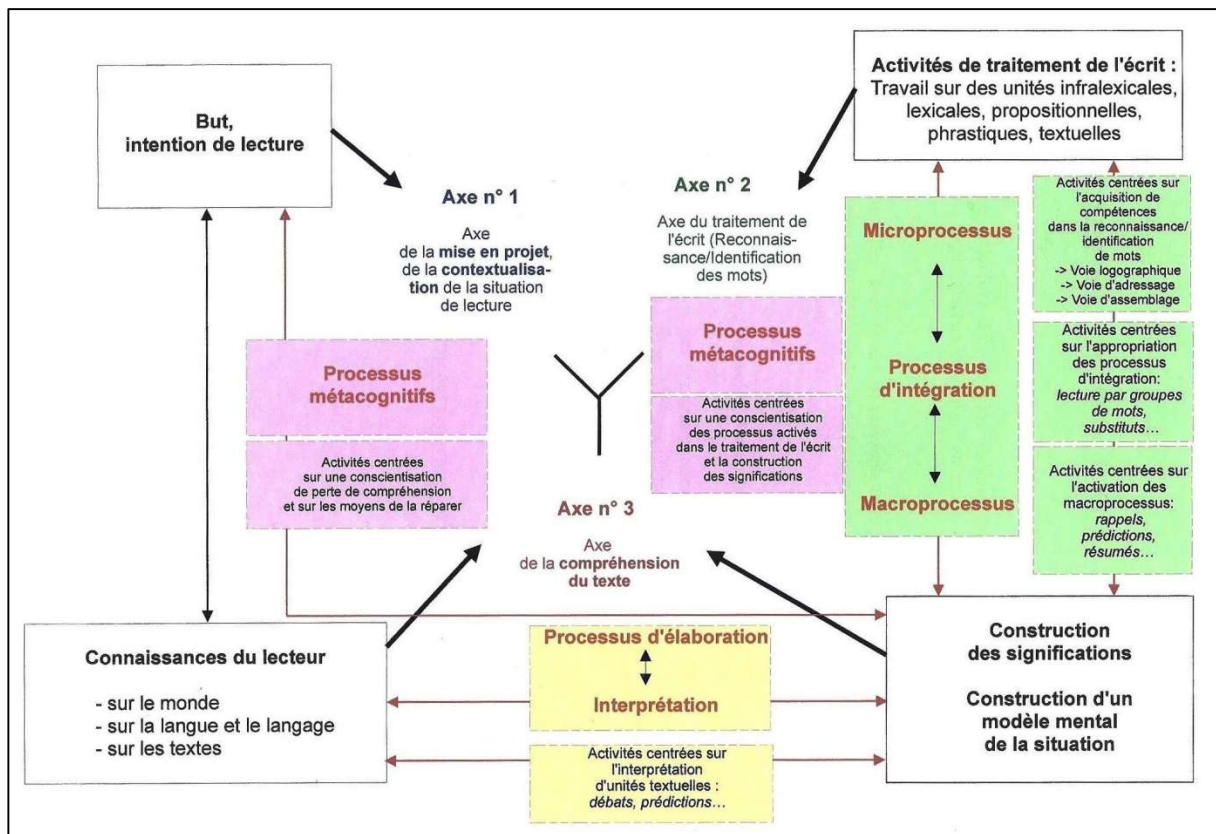 But,
intention de lecture
Activités de traitement de l'écrit :
Travail sur des unités infralexicales,
lexicales, propositionnelles,
phrastiques, textuelles
Axe n° 1
Axe
de la mise en projet,
de la contextualisa-
tion de la situation
de lecture
Axe n° 2
Axe du traitement de
l'écrit (Reconnais-
sance/Identification
des mots)
Processus
métacognitifs
Activités centrées
sur une conscientisation
de perte de compréhension
et sur les moyens de la réparer
Processus
métacognitifs
Activités centrées
sur une conscientisation
des processus activés
dans le traitement de l'écrit
et la construction
des significations
Microprocessus
Processus
d'intégration
Macroprocessus
Activités centrées sur
l'acquisition de
compétences
dans la reconnaissance/
identification
de mots
-> Voie logographique
-> Voie d'adressage
-> Voie d'assemblage
Activités centrées
sur l'appropriation
des processus
d'intégration:
lecture par groupes
de mots,
substituts...
Activités centrées sur
l'activation des
macroprocessus:
rappels,
prédictions,
résumés...
Axe n° 3
Axe
de la compréhension
du texte
Connaissances du lecteur
- sur le monde
- sur la langue et le langage
- sur les textes
Processus d'élaboration
Interprétation
Activités centrées sur
l'interprétation
d'unités textuelles :
débats, prédictions...
Construction
des significations
Construction d'un
modèle mental
de la situation